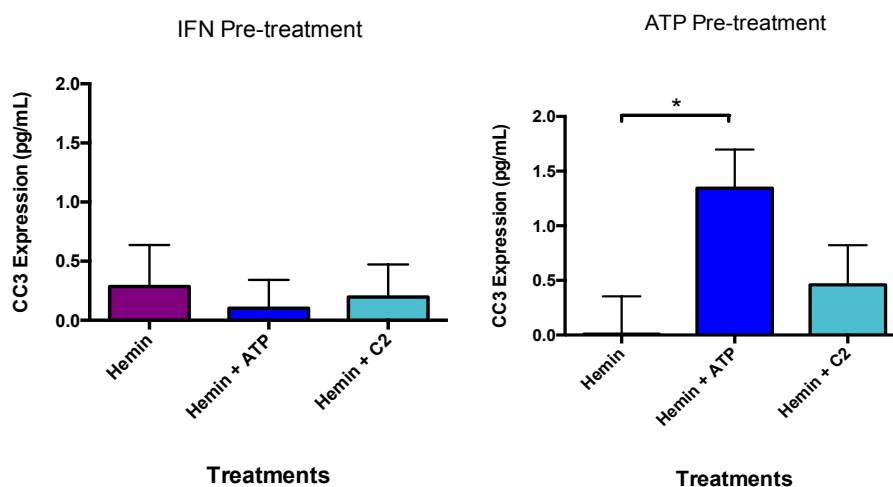 IFN Pre-treatment
CC3 Expression (pg/mL)
2.0
1.5
1.0
0.5
0.0
Hemin
Hemin + ATP
Hemin + C2
Treatments
ATP Pre-treatment
CC3 Expression (pg/mL)
2.0
1.5
1.0
0.5
0.0
*
Hemin
Hemin + ATP
Hemin + C2
Treatments